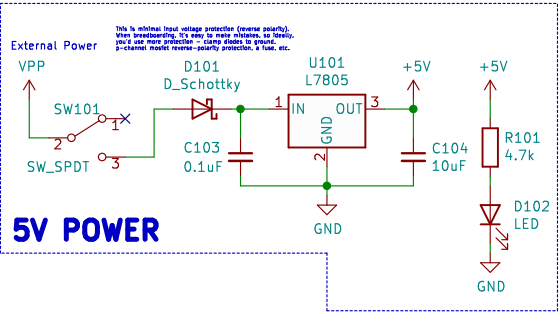 This is minimal input voltage protection (reverse polarity).
When breadboarding, it's easy to make mistakes, so ideally,
you'd use more protection - clamp diodes to ground,
p-channel mosfet reverse-polarity protection, a fuse, etc.
External Power
VPP
SW101
1
2
3
SW_SPDT
D101
D_Schottky
U101
L7805
1
IN
OUT
3
GND
2
C103
0.1uF
+5V
C104
10uF
GND
+5V
R101
4.7k
D102
LED
GND
5V POWER